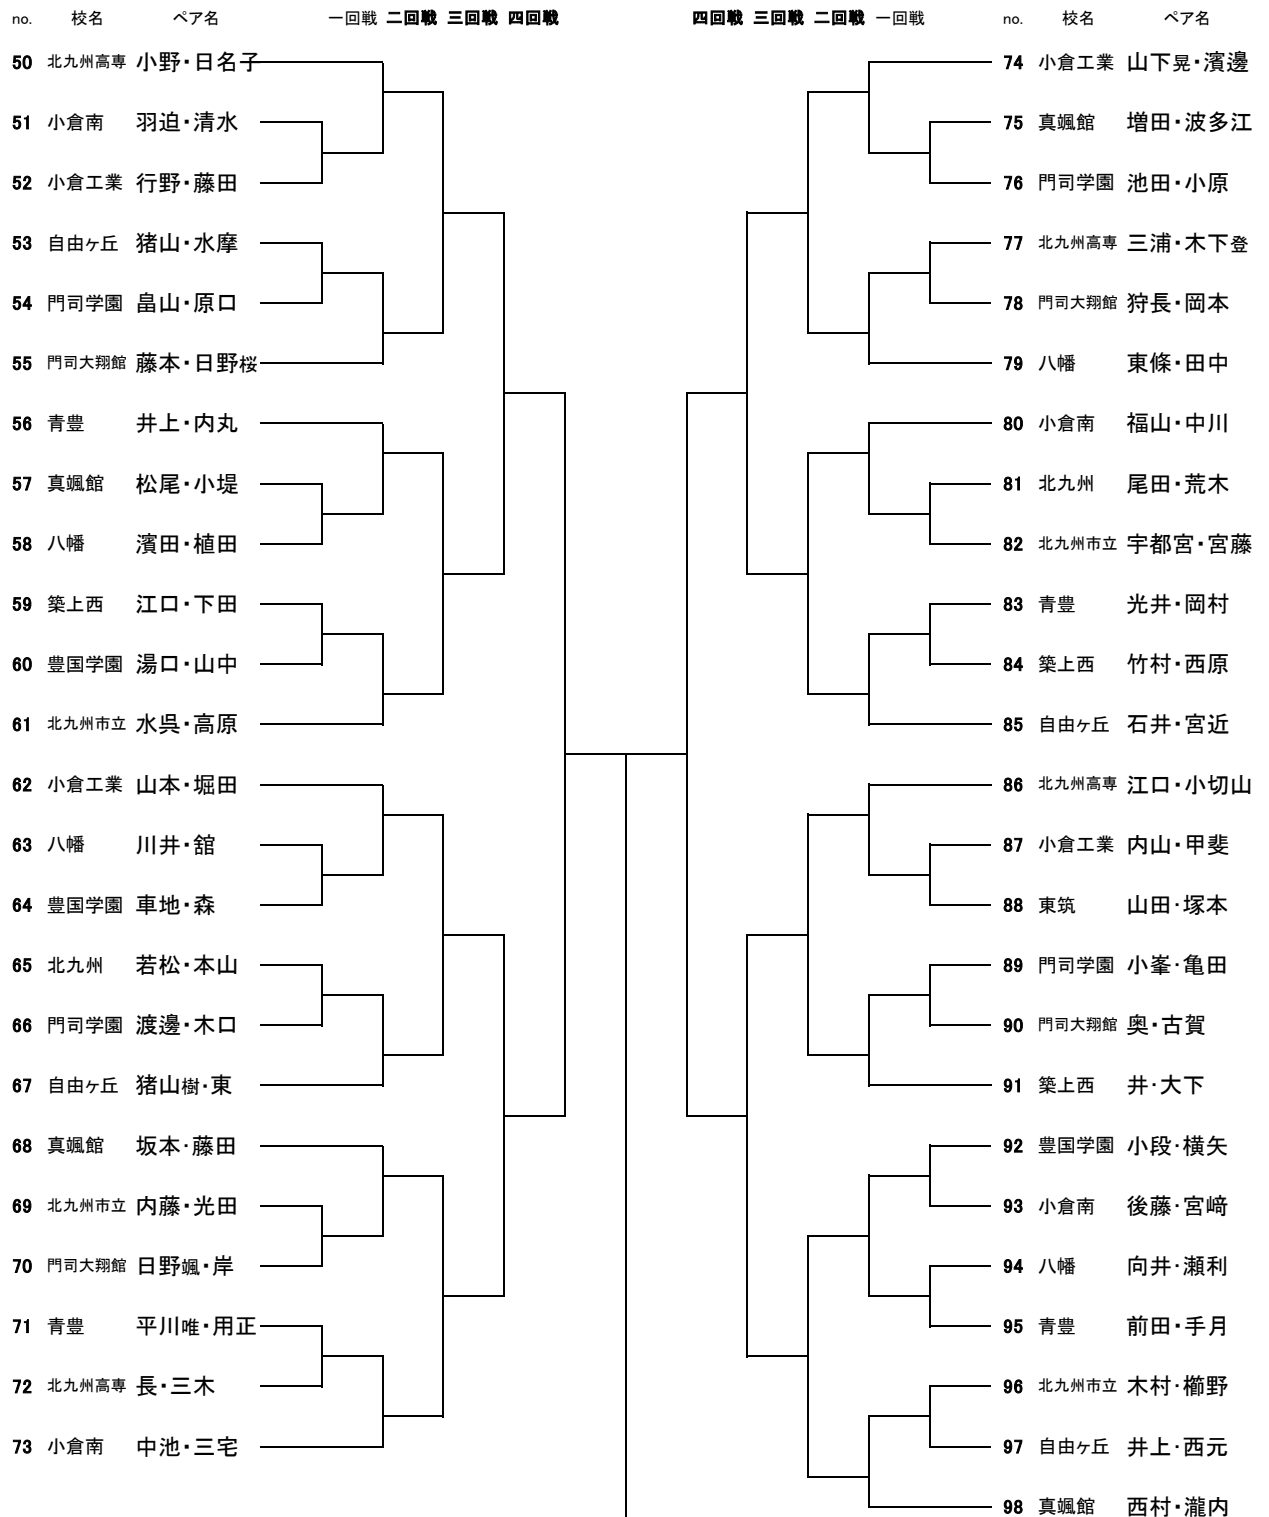 no. 校名 ペア名 一回戦 二回戦 三回戦 四回戦 四回戦 三回戦 二回戦 一回戦 no. 校名 ペア名
50 北九州高専 小野・日名子 74 小倉工業 山下晃・濱邊
51 小倉南 羽迫・清水 75 真颯館 増田・波多江
52 小倉工業 行野・藤田 76 門司学園 池田・小原
53 自由ヶ丘 猪山・水摩 77 北九州高専 三浦・木下登
54 門司学園 畠山・原口 78 門司大翔館 狩長・岡本
55 門司大翔館 藤本・日野桜 79 八幡 東條・田中
56 青豊 井上・内丸 80 小倉南 福山・中川
57 真颯館 松尾・小堤 81 北九州 尾田・荒木
58 八幡 濱田・植田 82 北九州市立 宇都宮・宮藤
59 築上西 江口・下田 83 青豊 光井・岡村
60 豊国学園 湯口・山中 84 築上西 竹村・西原
61 北九州市立 水呉・高原 85 自由ヶ丘 石井・宮近
62 小倉工業 山本・堀田 86 北九州高専 江口・小切山
63 八幡 川井・舘 87 小倉工業 内山・甲斐
64 豊国学園 車地・森 88 東筑 山田・塚本
65 北九州 若松・本山 89 門司学園 小峯・亀田
66 門司学園 渡邊・木口 90 門司大翔館 奥・古賀
67 自由ヶ丘 猪山樹・東 91 築上西 井・大下
68 真颯館 坂本・藤田 92 豊国学園 小段・横矢
69 北九州市立 内藤・光田 93 小倉南 後藤・宮﨑
70 門司大翔館 日野颯・岸 94 八幡 向井・瀬利
71 青豊 平川唯・用正 95 青豊 前田・手月
72 北九州高専 長・三木 96 北九州市立 木村・櫛野
73 小倉南 中池・三宅 97 自由ヶ丘 井上・西元
98 真颯館 西村・瀧内